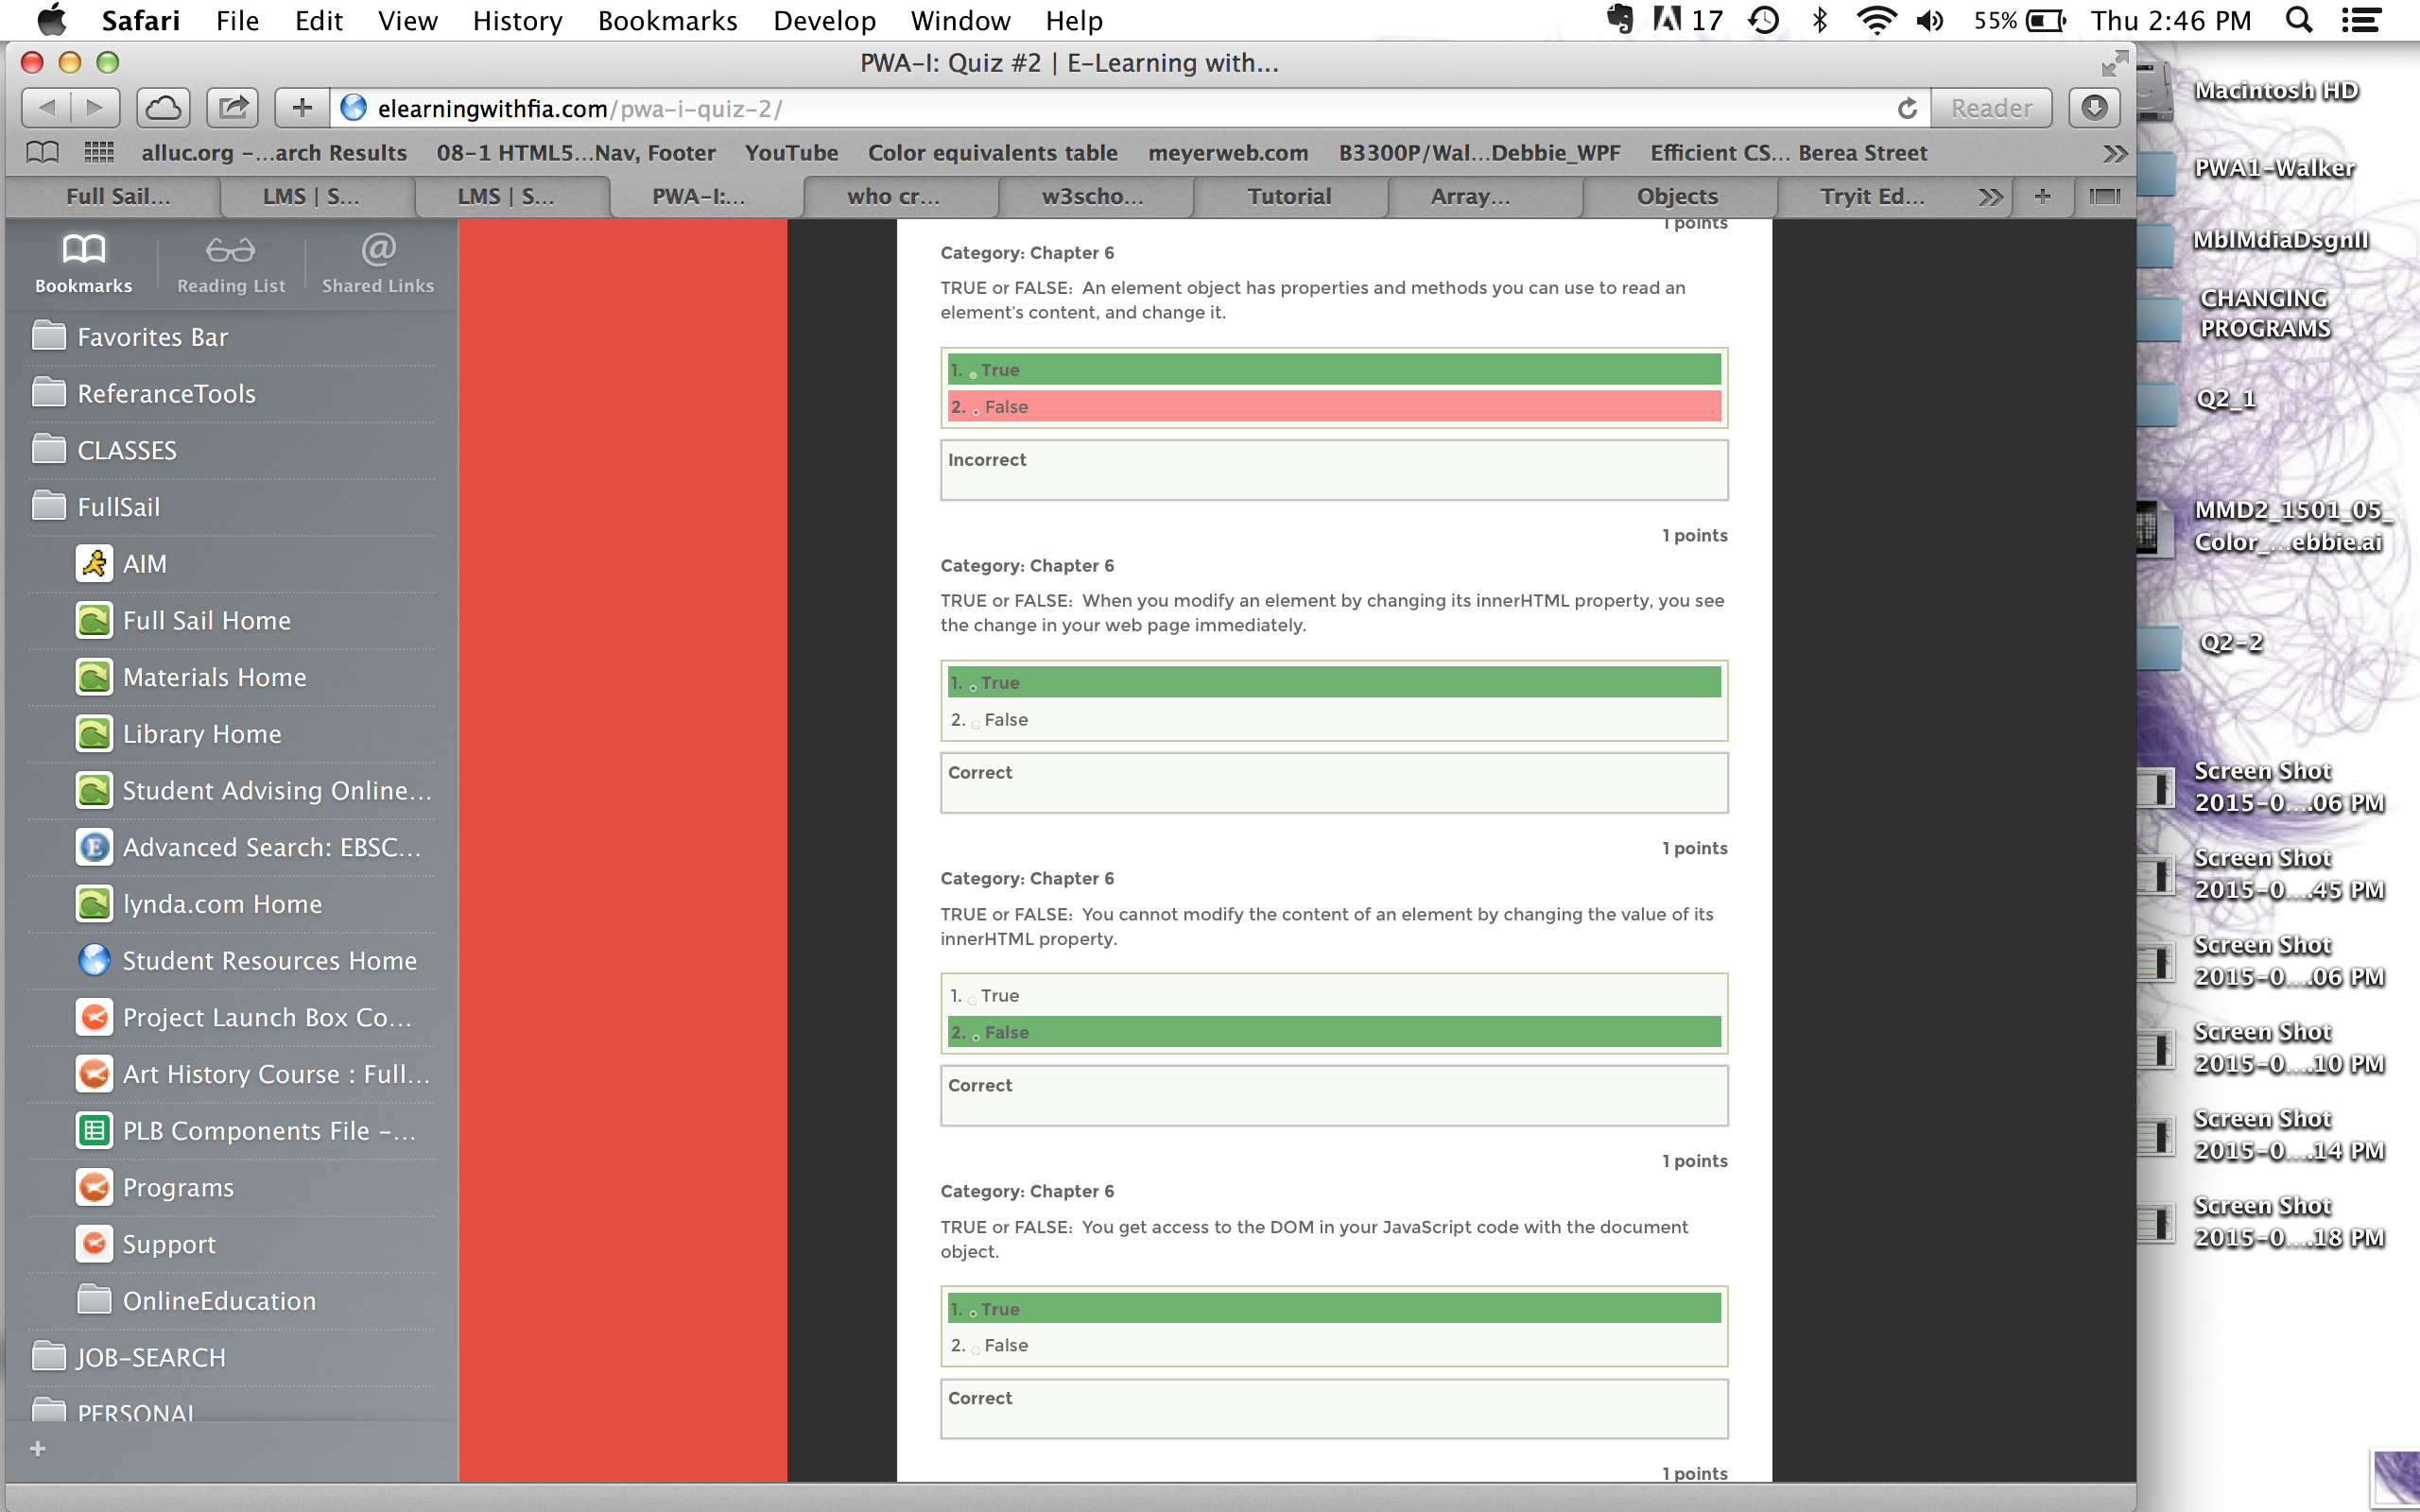 Safari File Edit View History Bookmarks Develop Window Help 17 55% Thu 2:46 PM
PWA-I: Quiz #2 | E-Learning with...
elearningwithfia.com/pwa-i-quiz-2/ Reader
alluc.org -...arch Results 08-1 HTML5...Nav, Footer YouTube Color equivalents table meyerweb.com B3300P/Wal...Debbie_WPF Efficient CS... Berea Street
Full Sail... LMS | S... LMS | S... PWA-I:... who cr... w3scho... Tutorial Array... Objects Tryit Ed...
Bookmarks Reading List Shared Links
Favorites Bar
ReferanceTools
CLASSES
FullSail
AIM
Full Sail Home
Materials Home
Library Home
Student Advising Online...
Advanced Search: EBSC...
lynda.com Home
Student Resources Home
Project Launch Box Co...
Art History Course : Full...
PLB Components File -...
Programs
Support
OnlineEducation
JOB-SEARCH
PERSONAL
1 points
Category: Chapter 6
TRUE or FALSE: An element object has properties and methods you can use to read an
element's content, and change it.
1. True
2. False
Incorrect
1 points
Category: Chapter 6
TRUE or FALSE: When you modify an element by changing its innerHTML property, you see
the change in your web page immediately.
1. True
2. False
Correct
1 points
Category: Chapter 6
TRUE or FALSE: You cannot modify the content of an element by changing the value of its
innerHTML property.
1. True
2. False
Correct
1 points
Category: Chapter 6
TRUE or FALSE: You get access to the DOM in your JavaScript code with the document
object.
1. True
2. False
Correct
1 points
Macintosh HD
PWA1-Walker
MblMdiaDsgnII
CHANGING
PROGRAMS
Q2_1
MMD2_1501_05_
Color_...ebbie.ai
Q2-2
Screen Shot
2015-0....06 PM
Screen Shot
2015-0....45 PM
Screen Shot
2015-0....06 PM
Screen Shot
2015-0....10 PM
Screen Shot
2015-0....14 PM
Screen Shot
2015-0....18 PM